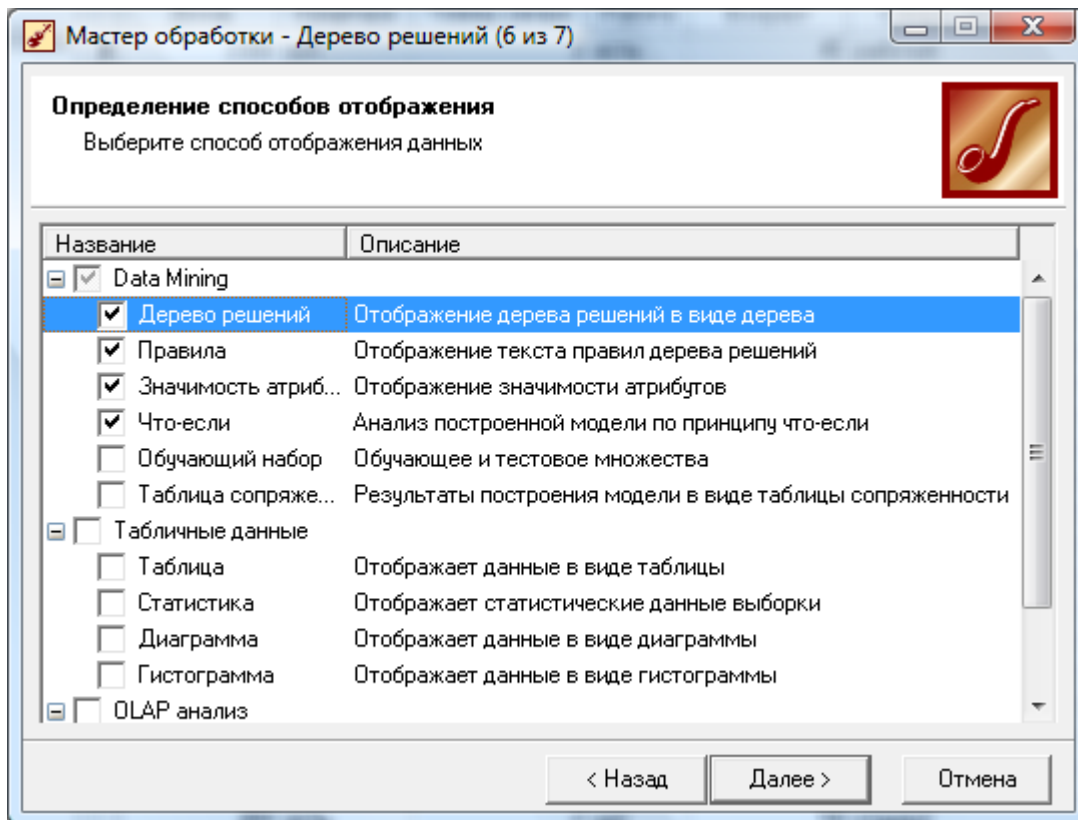 Мастер обработки - Дерево решений (6 из 7)
Определение способов отображения
Выберите способ отображения данных
Название Описание
Data Mining
Дерево решений Отображение дерева решений в виде дерева
Правила Отображение текста правил дерева решений
Значимость атриб... Отображение значимости атрибутов
Что-если Анализ построенной модели по принципу что-если
Обучающий набор Обучающее и тестовое множества
Таблица сопряже... Результаты построения модели в виде таблицы сопряженности
Табличные данные
Таблица Отображает данные в виде таблицы
Статистика Отображает статистические данные выборки
Диаграмма Отображает данные в виде диаграммы
Гистограмма Отображает данные в виде гистограммы
OLAP анализ
< Назад Далее > Отмена